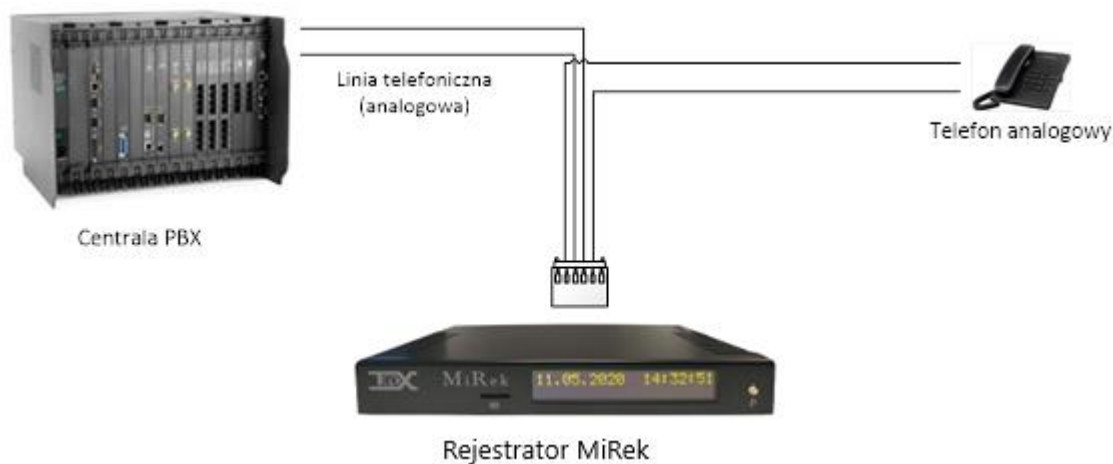 Linia telefoniczna
(analogowa)
Telefon analogowy
Centrala PBX
MiRek 11.05.2020 14:32:51
Rejestrator MiRek